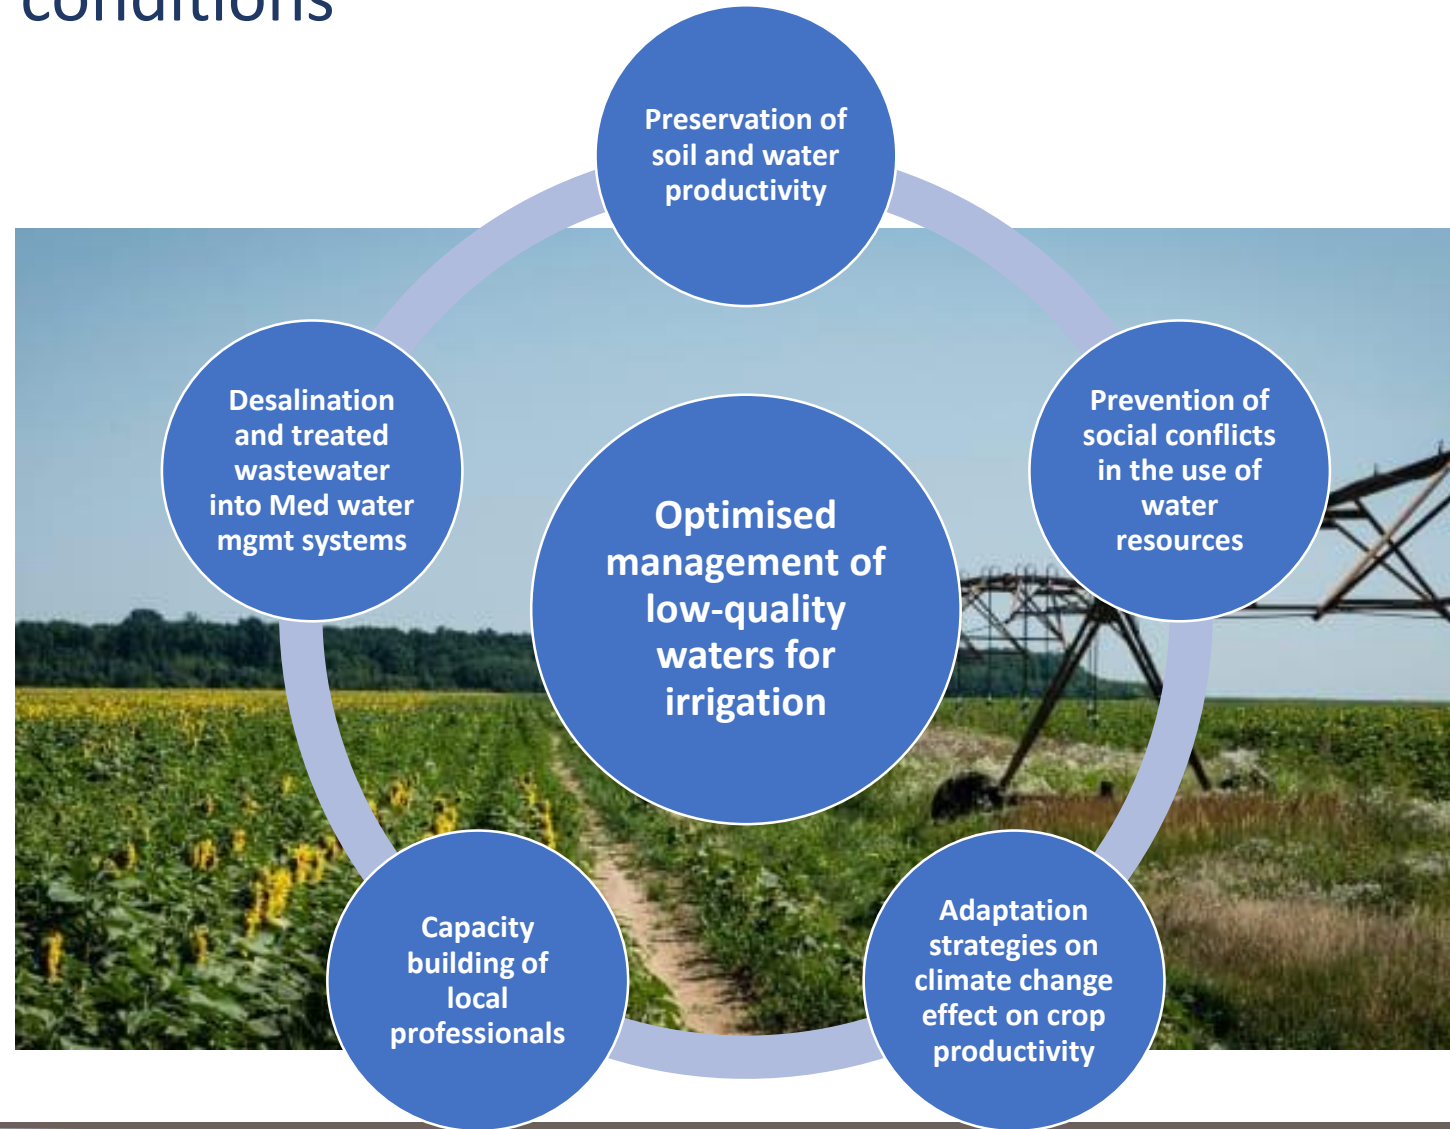 conditions
Preservation of
soil and water
productivity
Desalination
and treated
wastewater
into Med water
mgmt systems
Prevention of
social conflicts
in the use of
water
resources
Optimised
management of
low-quality
waters for
irrigation
Capacity
building of
local
professionals
Adaptation
strategies on
climate change
effect on crop
productivity